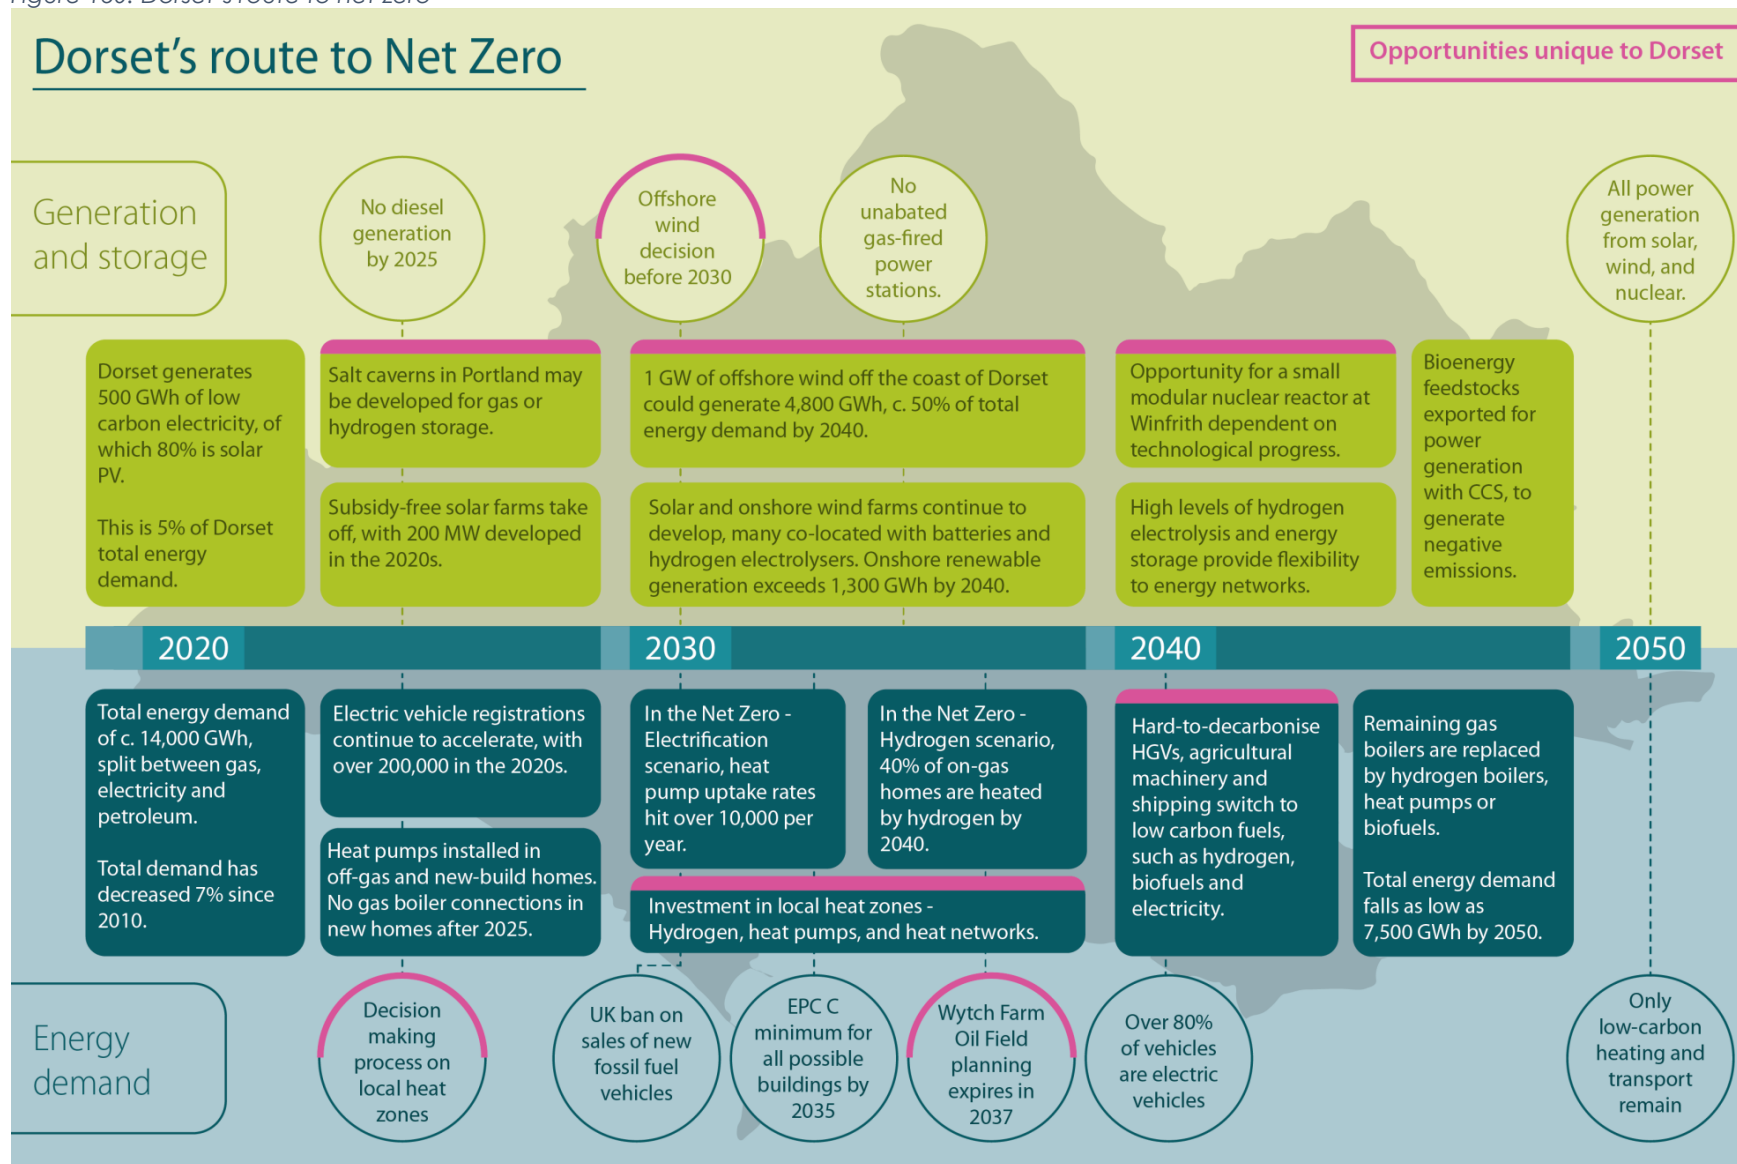 Figure 100: Dorset's route to net zero
Dorset's route to Net Zero
Opportunities unique to Dorset
Generation
and storage
No diesel
generation
by 2025
Offshore
wind
decision
before 2030
No
unabated
gas-fired
power
stations.
All power
generation
from solar,
wind, and
nuclear.
Dorset generates
500 GWh of low
carbon electricity, of
which 80% is solar
PV.
This is 5% of Dorset
total energy
demand.
Salt caverns in Portland may
be developed for gas or
hydrogen storage.
Subsidy-free solar farms take
off, with 200 MW developed
in the 2020s.
1 GW of offshore wind off the coast of Dorset
could generate 4,800 GWh, c. 50% of total
energy demand by 2040.
Solar and onshore wind farms continue to
develop, many co-located with batteries and
hydrogen electrolysers. Onshore renewable
generation exceeds 1,300 GWh by 2040.
Opportunity for a small
modular nuclear reactor at
Winfrith dependent on
technological progress.
High levels of hydrogen
electrolysis and energy
storage provide flexibility
to energy networks.
Bioenergy
feedstocks
exported for
power
generation
with CCS, to
generate
negative
emissions.
2020
2030
2040
2050
Total energy demand
of c. 14,000 GWh,
split between gas,
electricity and
petroleum.
Total demand has
decreased 7% since
2010.
Electric vehicle registrations
continue to accelerate, with
over 200,000 in the 2020s.
Heat pumps installed in
off-gas and new-build homes.
No gas boiler connections in
new homes after 2025.
In the Net Zero -
Electrification
scenario, heat
pump uptake rates
hit over 10,000 per
year.
In the Net Zero -
Hydrogen scenario,
40% of on-gas
homes are heated
by hydrogen by
2040.
Investment in local heat zones -
Hydrogen, heat pumps, and heat networks.
Hard-to-decarbonise
HGVs, agricultural
machinery and
shipping switch to
low carbon fuels,
such as hydrogen,
biofuels and
electricity.
Remaining gas
boilers are replaced
by hydrogen boilers,
heat pumps or
biofuels.
Total energy demand
falls as low as
7,500 GWh by 2050.
Energy
demand
Decision
making
process on
local heat
zones
UK ban on
sales of new
fossil fuel
vehicles
EPC C
minimum for
all possible
buildings by
2035
Wytch Farm
Oil Field
planning
expires in
2037
Over 80%
of vehicles
are electric
vehicles
Only
low-carbon
heating and
transport
remain